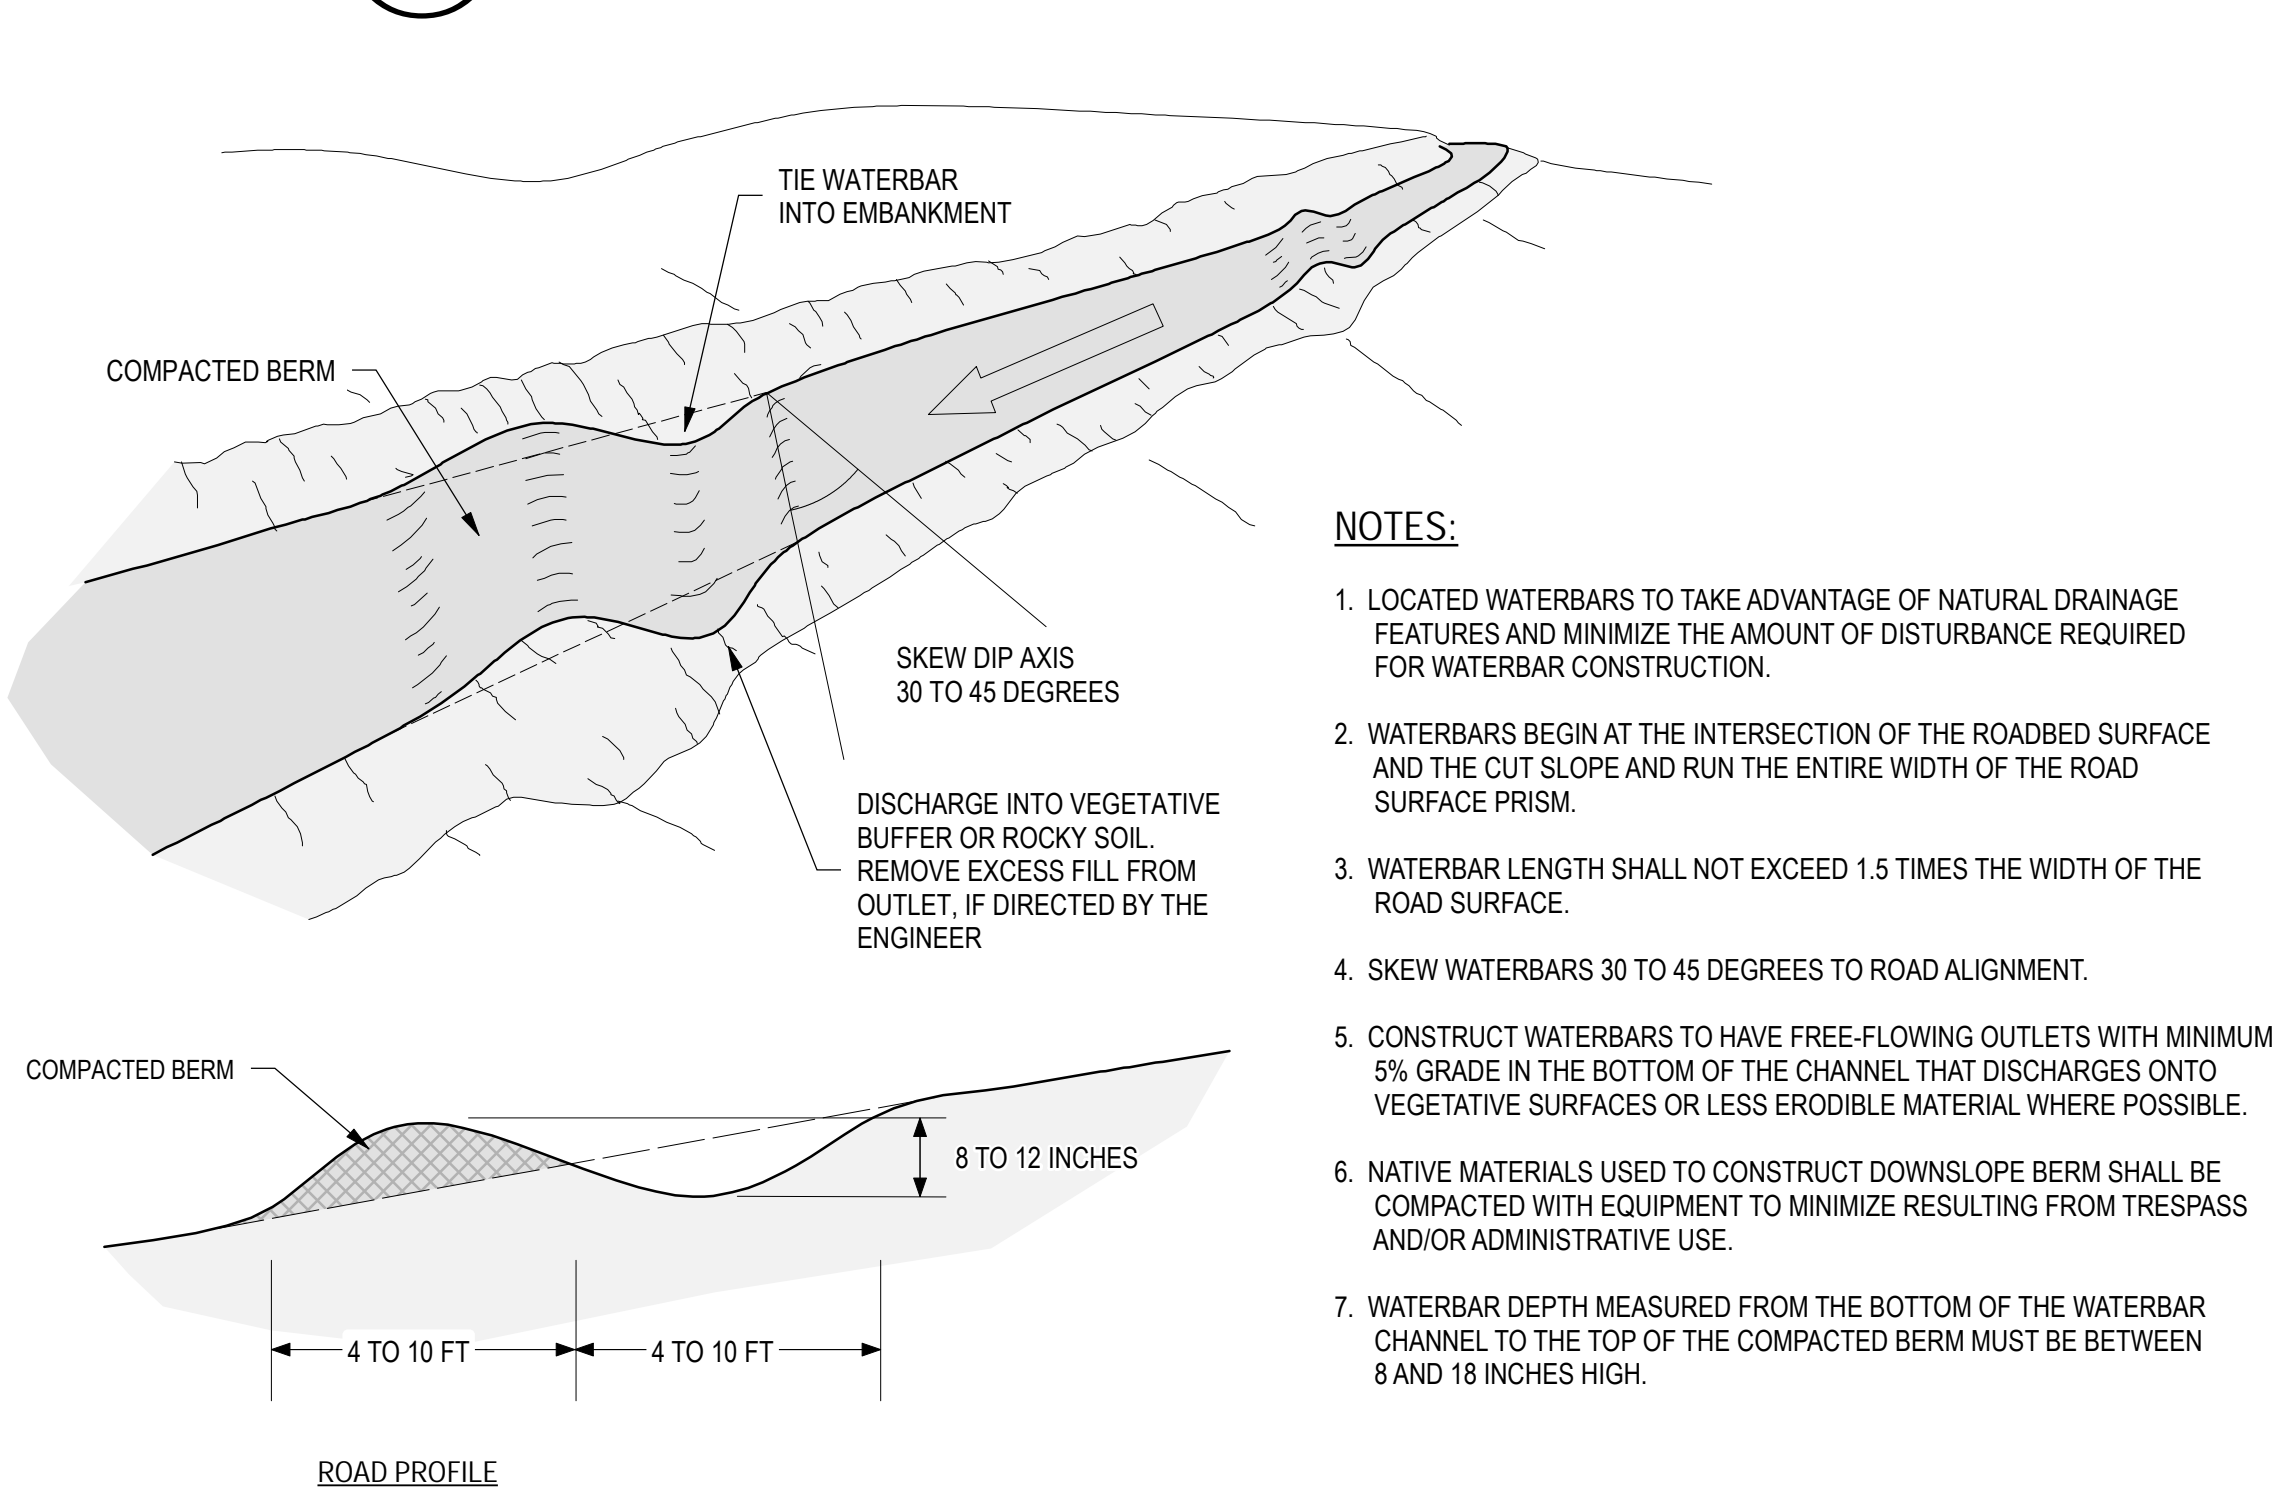 TIE WATERBAR
INTO EMBANKMENT
COMPACTED BERM
SKEW DIP AXIS
30 TO 45 DEGREES
DISCHARGE INTO VEGETATIVE
BUFFER OR ROCKY SOIL.
REMOVE EXCESS FILL FROM
OUTLET, IF DIRECTED BY THE
ENGINEER
COMPACTED BERM
8 TO 12 INCHES
4 TO 10 FT
4 TO 10 FT
ROAD PROFILE
NOTES:
1. LOCATED WATERBARS TO TAKE ADVANTAGE OF NATURAL DRAINAGE
FEATURES AND MINIMIZE THE AMOUNT OF DISTURBANCE REQUIRED
FOR WATERBAR CONSTRUCTION.
2. WATERBARS BEGIN AT THE INTERSECTION OF THE ROADBED SURFACE
AND THE CUT SLOPE AND RUN THE ENTIRE WIDTH OF THE ROAD
SURFACE PRISM.
3. WATERBAR LENGTH SHALL NOT EXCEED 1.5 TIMES THE WIDTH OF THE
ROAD SURFACE.
4. SKEW WATERBARS 30 TO 45 DEGREES TO ROAD ALIGNMENT.
5. CONSTRUCT WATERBARS TO HAVE FREE-FLOWING OUTLETS WITH MINIMUM
5% GRADE IN THE BOTTOM OF THE CHANNEL THAT DISCHARGES ONTO
VEGETATIVE SURFACES OR LESS ERODIBLE MATERIAL WHERE POSSIBLE.
6. NATIVE MATERIALS USED TO CONSTRUCT DOWNSLOPE BERM SHALL BE
COMPACTED WITH EQUIPMENT TO MINIMIZE RESULTING FROM TRESPASS
AND/OR ADMINISTRATIVE USE.
7. WATERBAR DEPTH MEASURED FROM THE BOTTOM OF THE WATERBAR
CHANNEL TO THE TOP OF THE COMPACTED BERM MUST BE BETWEEN
8 AND 18 INCHES HIGH.